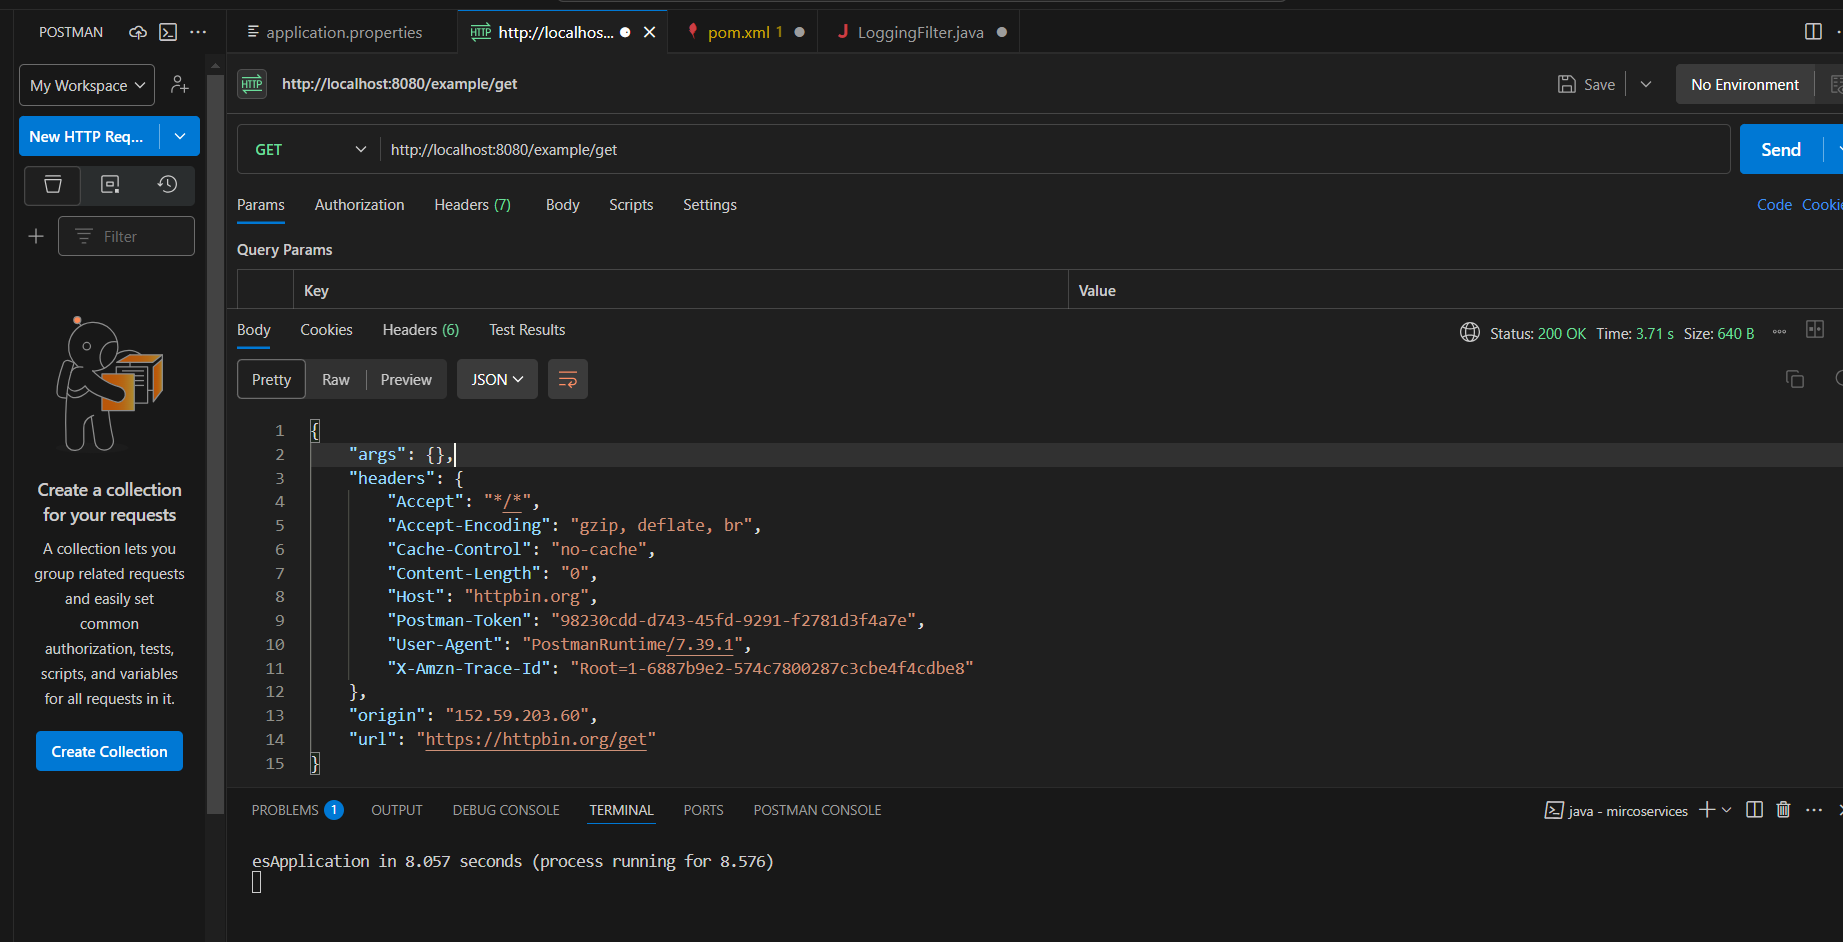 POSTMAN
application.properties
HTTP http://localhos...
pom.xml 1
J LoggingFilter.java
My Workspace
HTTP http://localhost:8080/example/get
Save
No Environment
New HTTP Req...
GET
http://localhost:8080/example/get
Send
Params
Authorization
Headers (7)
Body
Scripts
Settings
Code
Cookie
Filter
Query Params
Key
Value
Body
Cookies
Headers (6)
Test Results
Status: 200 OK Time: 3.71 s Size: 640 B
Pretty
Raw
Preview
JSON
1 {
2 "args": {},
3 "headers": {
4 "Accept": "*/*",
5 "Accept-Encoding": "gzip, deflate, br",
6 "Cache-Control": "no-cache",
7 "Content-Length": "0",
8 "Host": "httpbin.org",
9 "Postman-Token": "98230cdd-d743-45fd-9291-f2781d3f4a7e",
10 "User-Agent": "PostmanRuntime/7.39.1",
11 "X-Amzn-Trace-Id": "Root=1-6887b9e2-574c7800287c3cbe4f4cdbe8"
12 },
13 "origin": "152.59.203.60",
14 "url": "https://httpbin.org/get"
15 }
Create a collection
for your requests
A collection lets you
group related requests
and easily set
common
authorization, tests,
scripts, and variables
for all requests in it.
Create Collection
PROBLEMS 1
OUTPUT
DEBUG CONSOLE
TERMINAL
PORTS
POSTMAN CONSOLE
java - mircoservices
esApplication in 8.057 seconds (process running for 8.576)